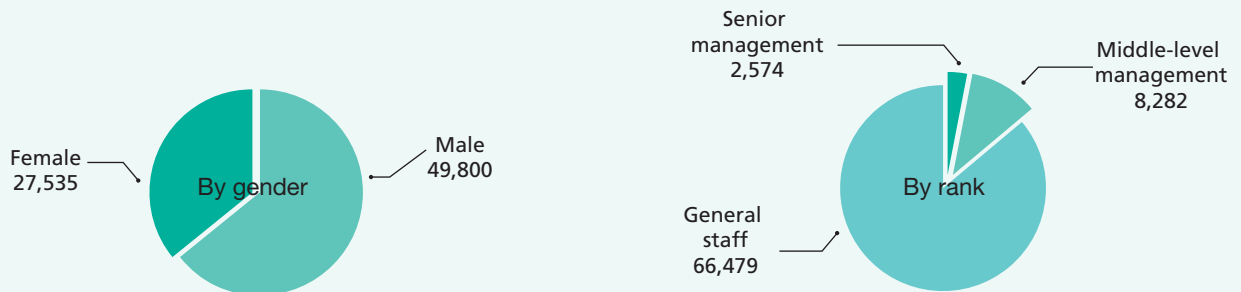 Female
27,535
By gender
Male
49,800
Senior
management
2,574
Middle-level
management
8,282
By rank
General
staff
66,479